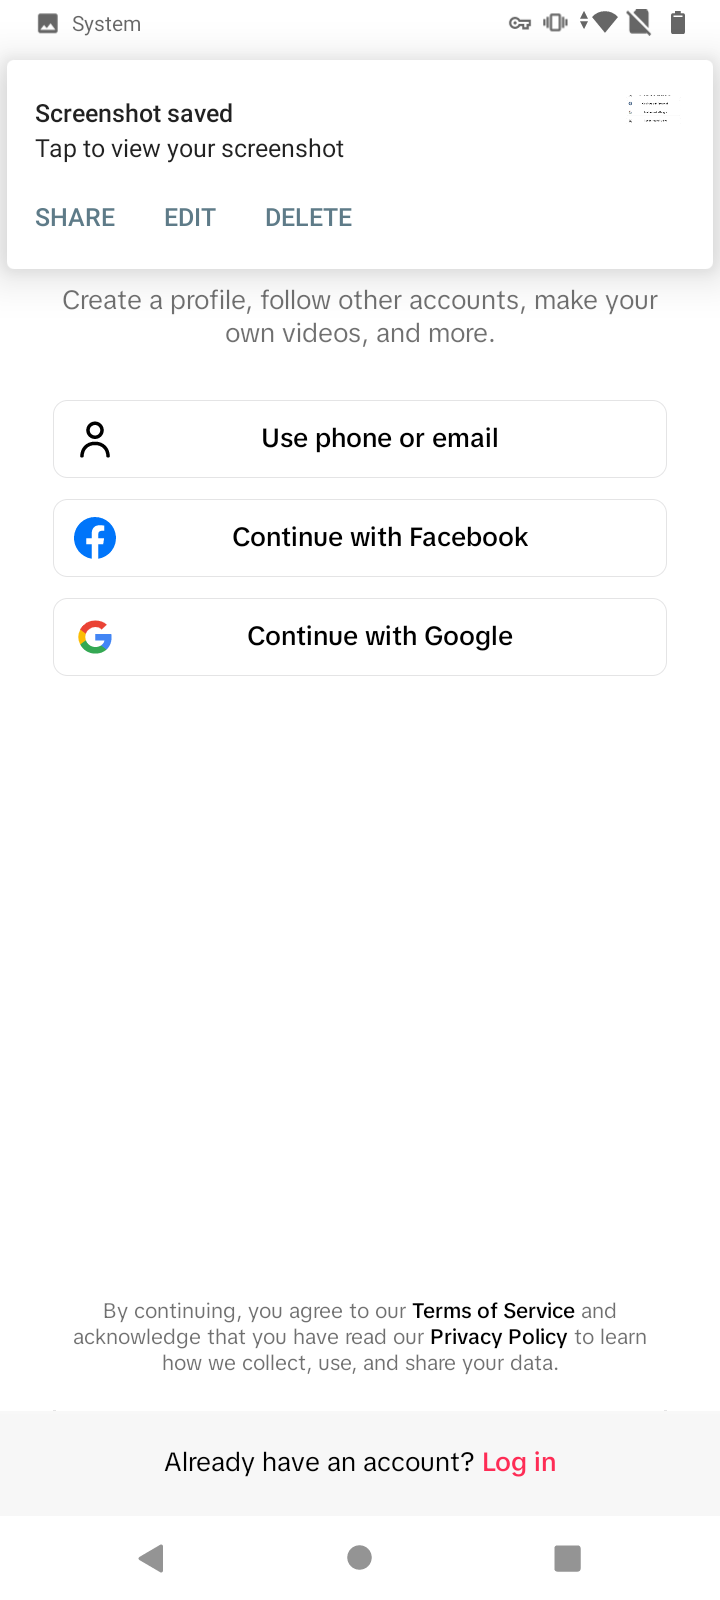 System
Screenshot saved
Tap to view your screenshot
SHARE EDIT DELETE
Create a profile, follow other accounts, make your
own videos, and more.
Use phone or email
Continue with Facebook
Continue with Google
By continuing, you agree to our Terms of Service and
acknowledge that you have read our Privacy Policy to learn
how we collect, use, and share your data.
Already have an account? Log in